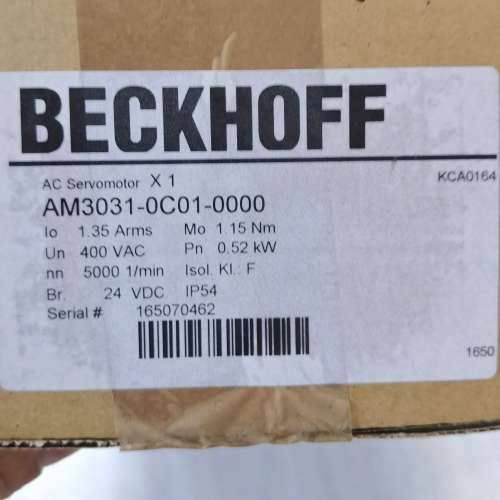 BECKHOFF
AC Servomotor X 1 KCA0164
AM3031-0C01-0000
Io 1.35 Arms Mo 1.15 Nm
Un 400 VAC Pn 0.52 kW
nn 5000 1/min Isol. Kl.: F
Br. 24 VDC IP54
Serial # 165070462
1650